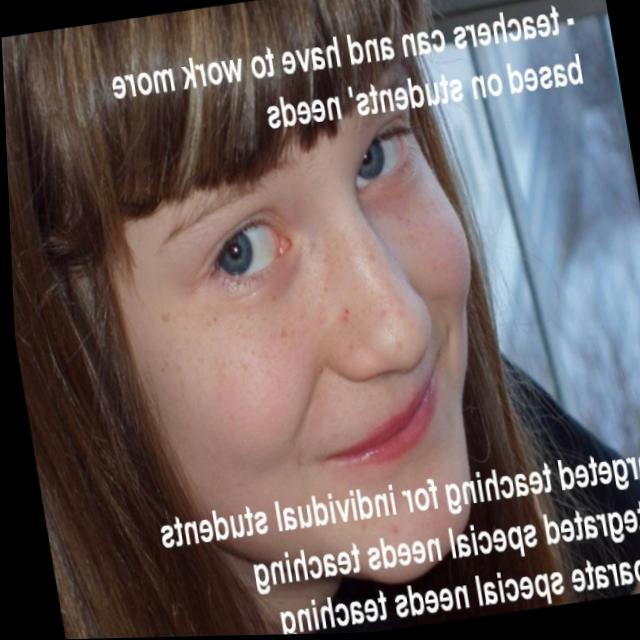 - teachers can and have to work more
based on students' needs
rgeted teaching for individual students
tegrated special needs teaching
parate special needs teaching